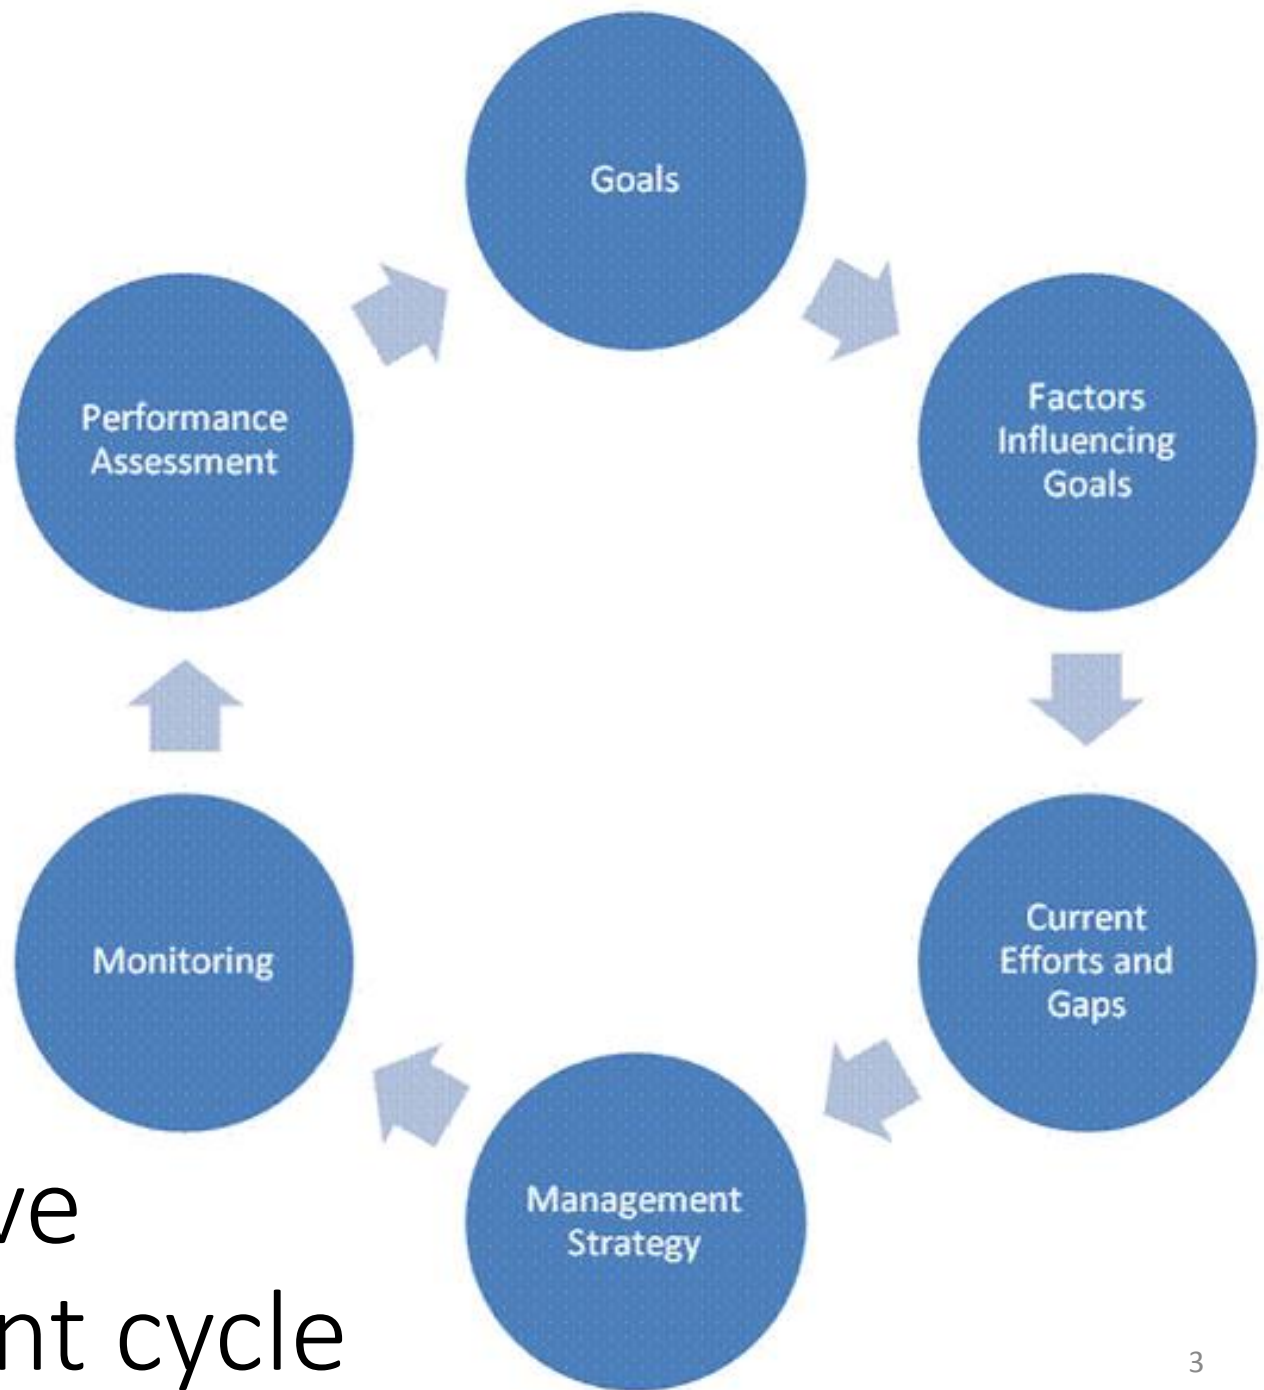 Goals
Factors
Influencing
Goals
Current
Efforts and
Gaps
Management
Strategy
Monitoring
Performance
Assessment
ve
nt cycle
3